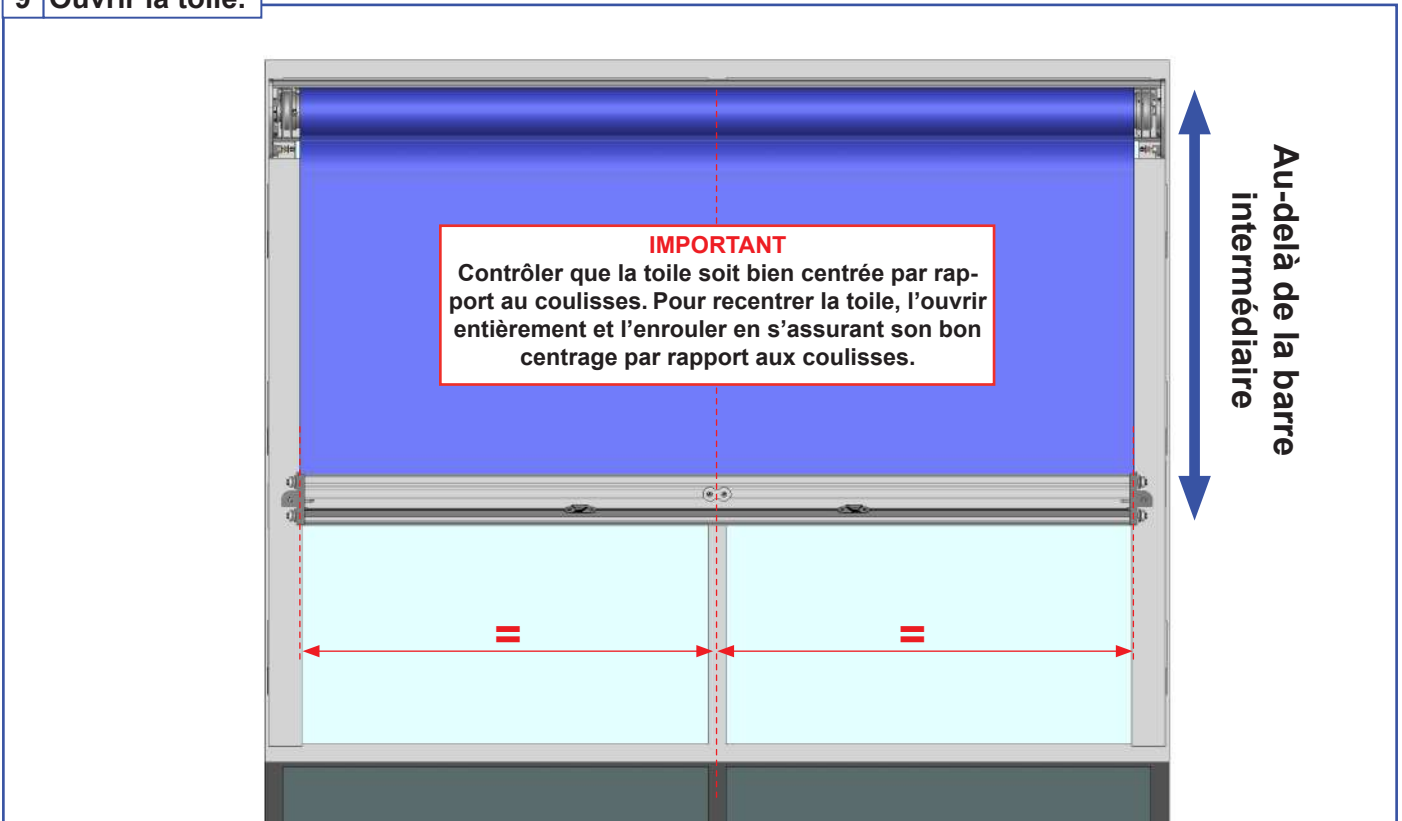 9 Ouvrir la toile.
IMPORTANT
Contrôler que la toile soit bien centrée par rap-
port au coulisses. Pour recentrer la toile, l’ouvrir
entièrement et l’enrouler en s’assurant son bon
centrage par rapport aux coulisses.
Au-delà de la barre
intermédiaire
= =